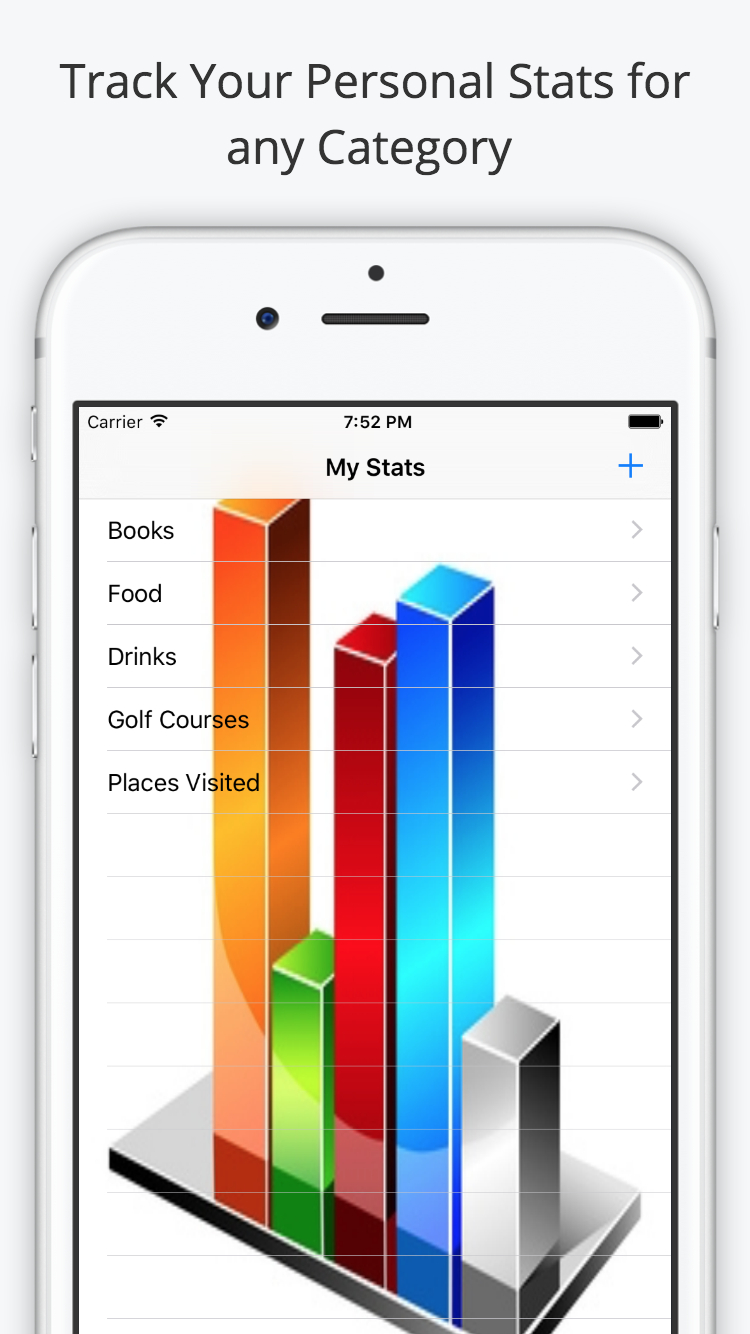 Track Your Personal Stats for
any Category
Carrier 7:52 PM
My Stats +
Books
Food
Drinks
Golf Courses
Places Visited